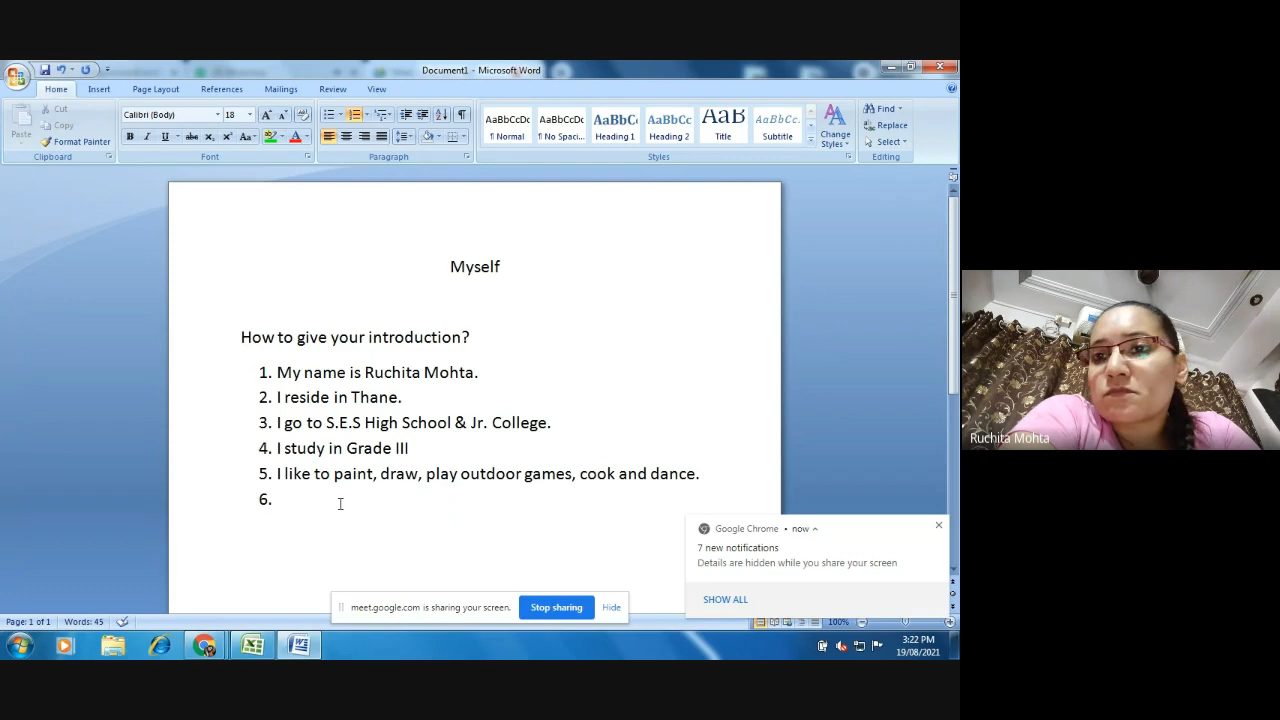 Document1 - Microsoft Word
Home Insert Page Layout References Mailings Review View
Cut
Copy
Paste
Format Painter
Clipboard
Calibri (Body) 18
Font
Paragraph
AaBbCcDc AaBbCcDc AaBbC AaBbCc AaBb AaBbCc.
¶ Normal ¶ No Spaci... Heading 1 Heading 2 Title Subtitle
Change Styles
Styles
Find
Replace
Select
Editing
Myself
How to give your introduction?
1. My name is Ruchita Mohta.
2. I reside in Thane.
3. I go to S.E.S High School & Jr. College.
4. I study in Grade III
5. I like to paint, draw, play outdoor games, cook and dance.
6.
Google Chrome • now
7 new notifications
Details are hidden while you share your screen
SHOW ALL
meet.google.com is sharing your screen. Stop sharing Hide
Page: 1 of 1 Words: 45 100%
3:22 PM
19/08/2021
Ruchita Mohta